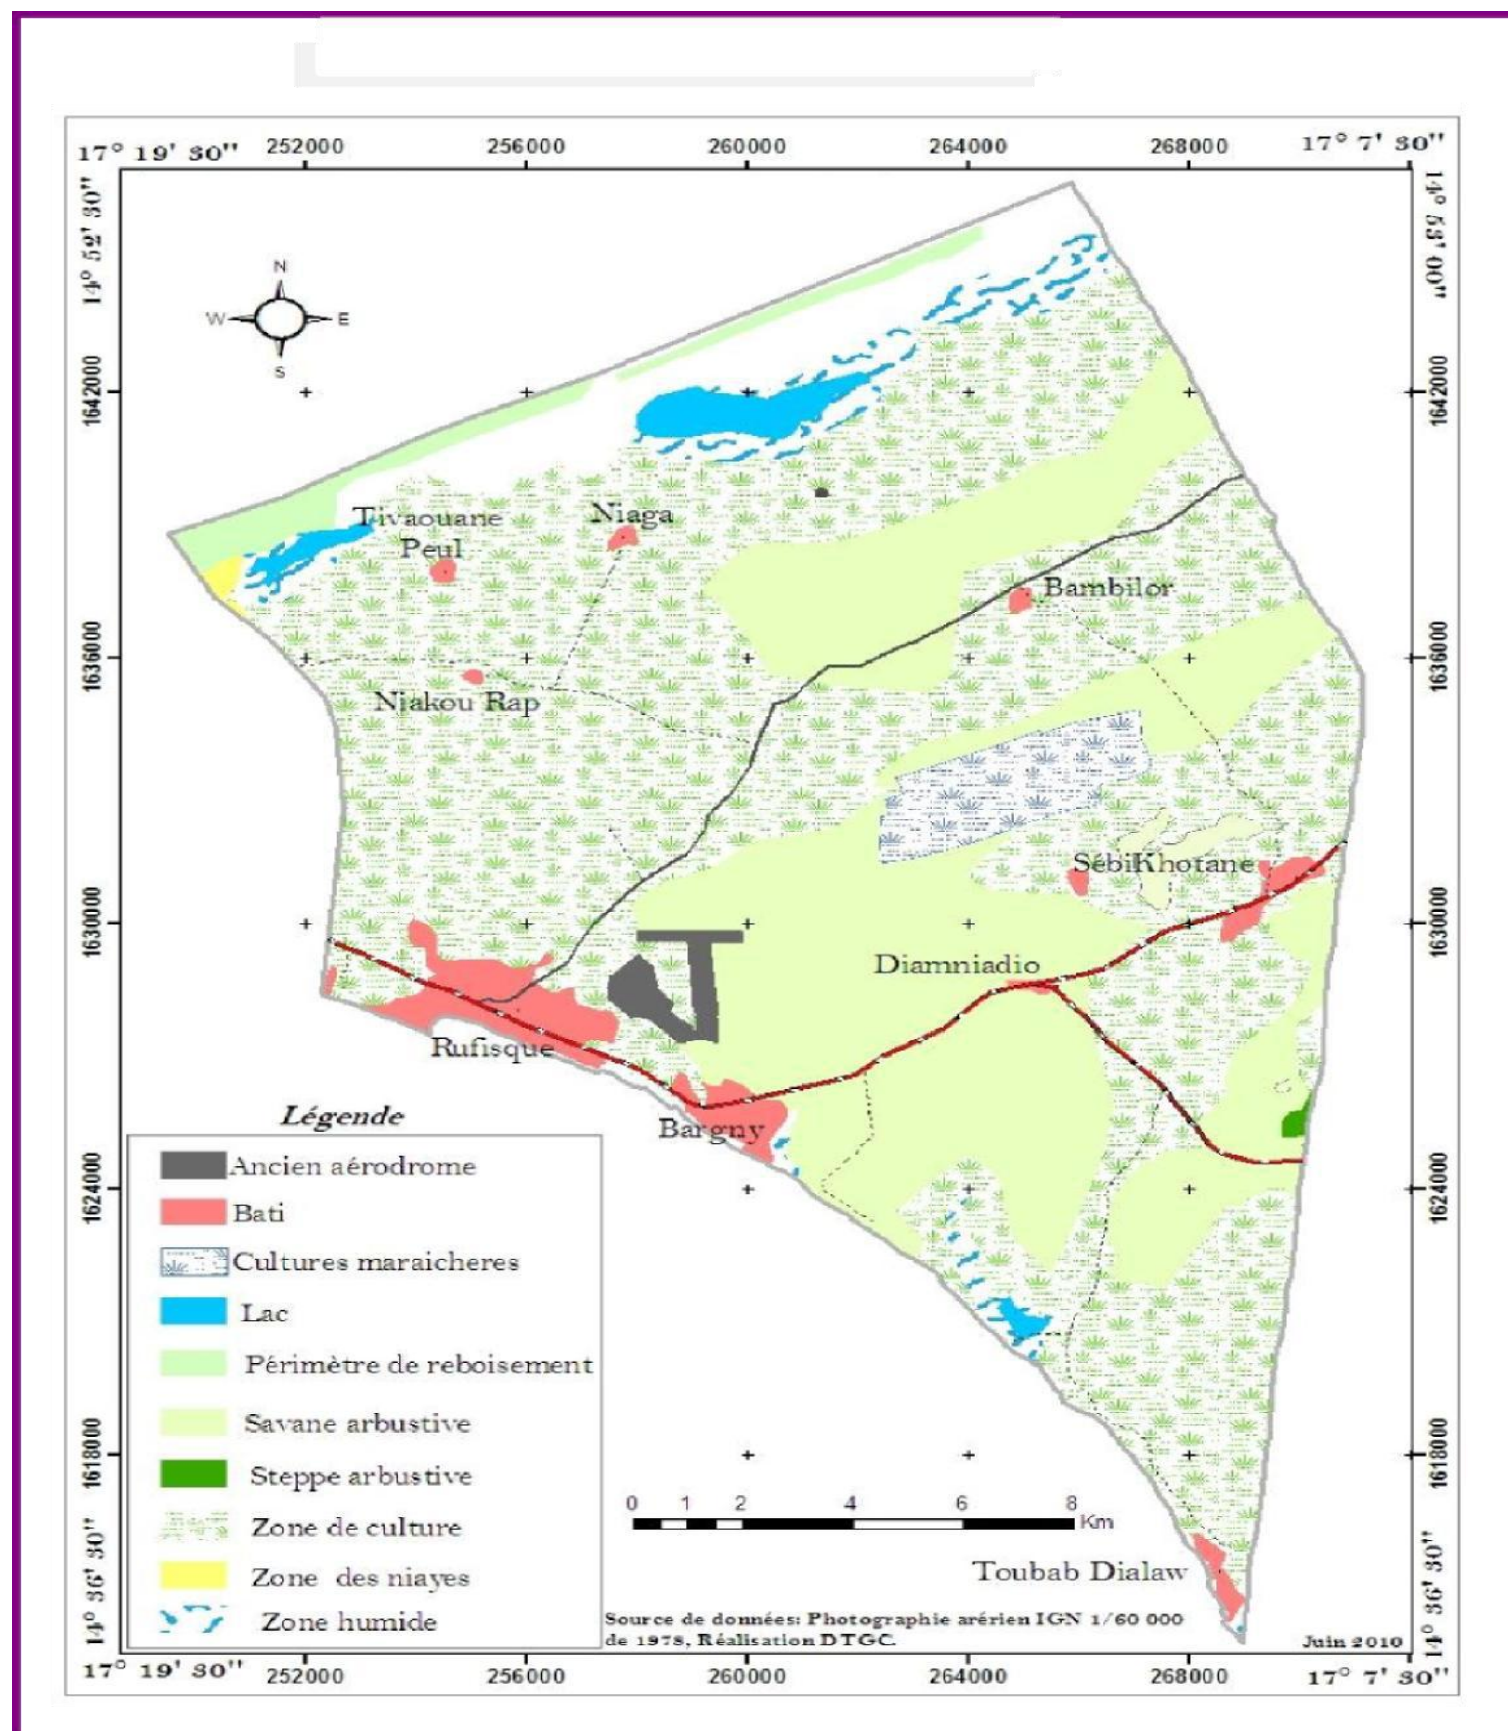 252000 256000 260000 264000 268000
17° 19' 30" 17° 7' 30"
14° 52' 30"
1642000 1642000
1636000 1636000
1630000 1630000
1624000 1624000
1618000 1618000
14° 36' 30" 14° 36' 30"
N
W E
S
Tivaouane
Peul
Niaga
Bambilor
Niakou Rap
SébiKhotane
Diamniadio
Rufisque
Bargny
Toubab Dialaw
Légende
Ancien aérodrome
Bati
Cultures maraicheres
Lac
Périmètre de reboisement
Savane arbustive
Steppe arbustive
Zone de culture
Zone des niayes
Zone humide
0 1 2 4 6 8
Km
Source de données: Photographie arérien IGN 1/60 000
de 1978, Réalisation DTGC
Juin 2010
17° 19' 30" 17° 7' 30"
252000 256000 260000 264000 268000